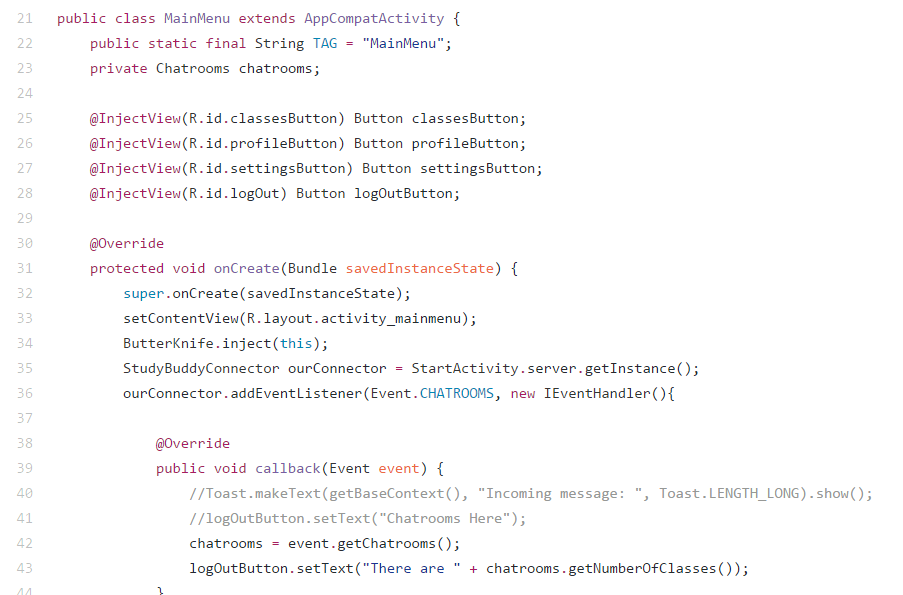 21 public class MainMenu extends AppCompatActivity {
22     public static final String TAG = "MainMenu";
23     private Chatrooms chatrooms;
24
25     @InjectView(R.id.classesButton) Button classesButton;
26     @InjectView(R.id.profileButton) Button profileButton;
27     @InjectView(R.id.settingsButton) Button settingsButton;
28     @InjectView(R.id.logOut) Button logOutButton;
29
30     @Override
31     protected void onCreate(Bundle savedInstanceState) {
32         super.onCreate(savedInstanceState);
33         setContentView(R.layout.activity_mainmenu);
34         ButterKnife.inject(this);
35         StudyBuddyConnector ourConnector = StartActivity.server.getInstance();
36         ourConnector.addEventListener(Event.CHATROOMS, new IEventHandler(){
37
38             @Override
39             public void callback(Event event) {
40                 //Toast.makeText(getBaseContext(), "Incoming message: ", Toast.LENGTH_LONG).show();
41                 //logOutButton.setText("Chatrooms Here");
42                 chatrooms = event.getChatrooms();
43                 logOutButton.setText("There are " + chatrooms.getNumberOfClasses());
44             }